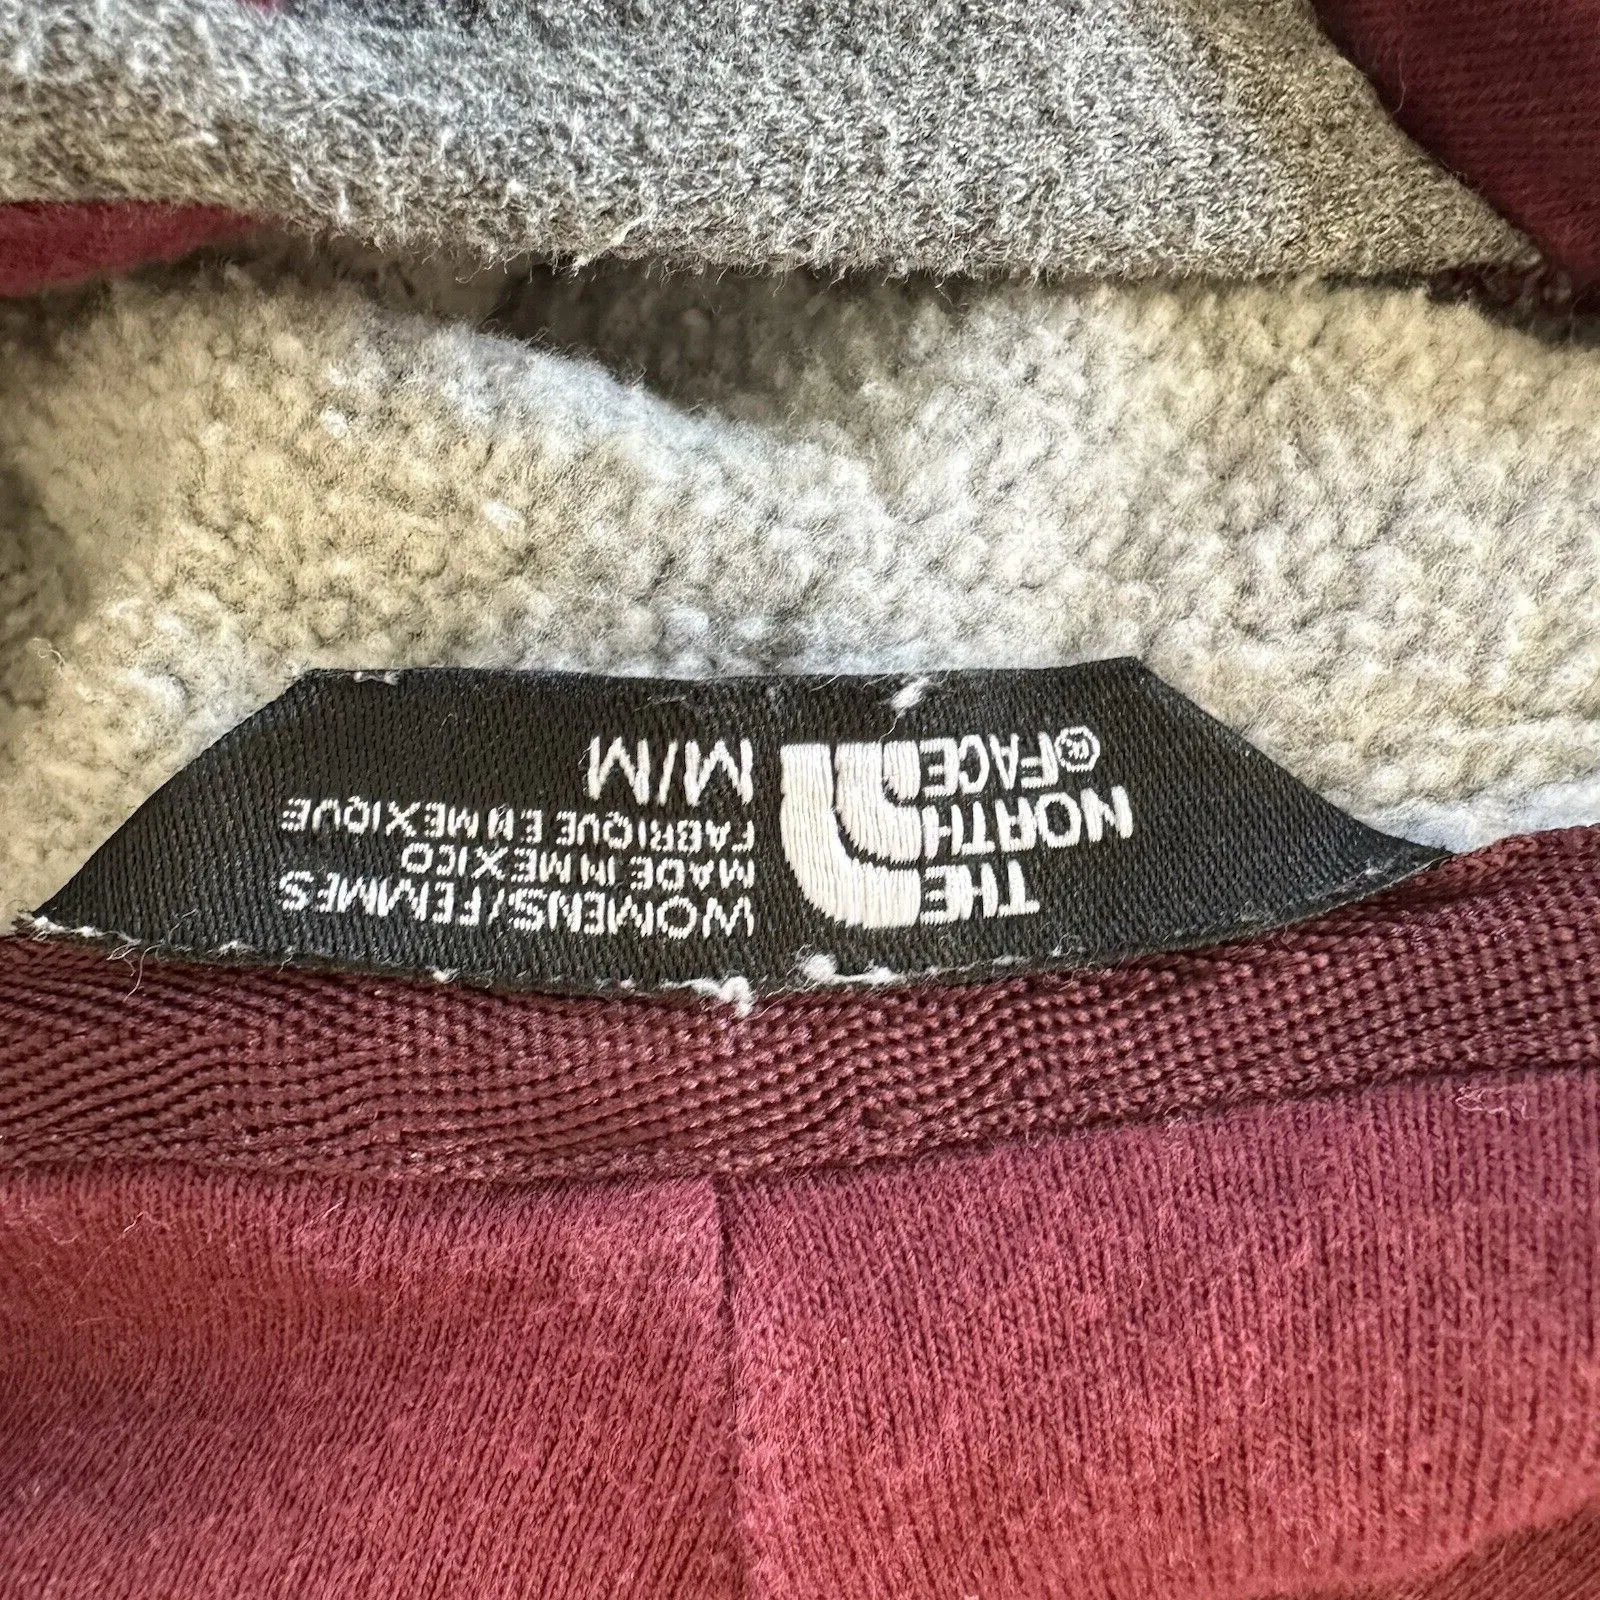 THE
NORTH
FACE®
WOMENS/FEMMES
MADE IN MEXICO
FABRIQUE EN MEXIQUE
M/M